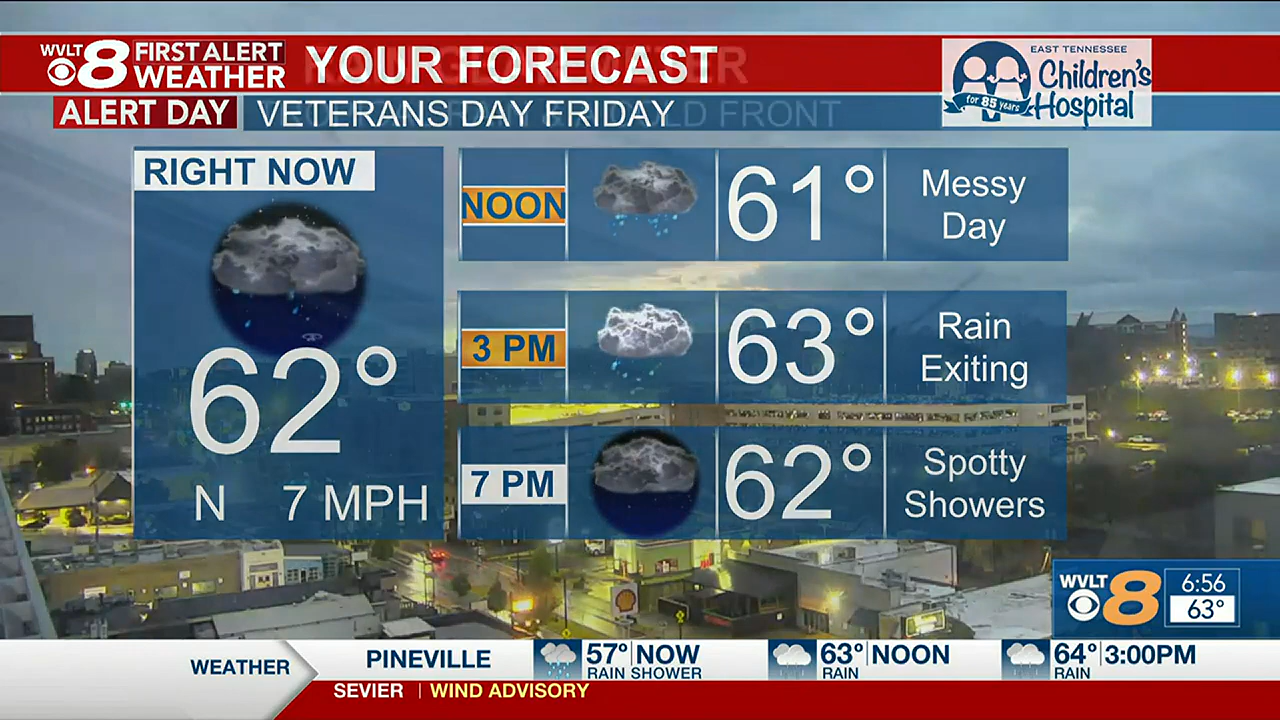 WVLT 8 FIRST ALERT WEATHER
YOUR FORECAST
ALERT DAY
VETERANS DAY FRIDAY
EAST TENNESSEE
Children's
Hospital
for 85 years
RIGHT NOW
62°
N 7 MPH
NOON 61° Messy Day
3 PM 63° Rain Exiting
7 PM 62° Spotty Showers
WVLT 8
6:56
63°
WEATHER
PINEVILLE
57° NOW
RAIN SHOWER
63° NOON
RAIN
64° 3:00PM
RAIN
SEVIER | WIND ADVISORY